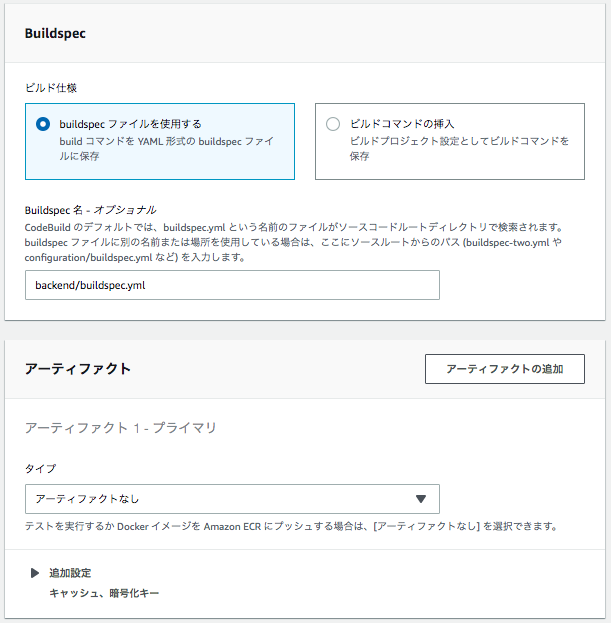 Buildspec
ビルド仕様
buildspec ファイルを使用する
build コマンドを YAML 形式の buildspec ファイ
ルに保存
ビルドコマンドの挿入
ビルドプロジェクト設定としてビルドコマンドを
保存
Buildspec 名 - オプショナル
CodeBuild のデフォルトでは、buildspec.yml という名前のファイルがソースコードルートディレクトリで検索されます。
buildspec ファイルに別の名前または場所を使用している場合は、ここにソースルートからのパス (buildspec-two.yml や
configuration/buildspec.yml など) を入力します。
backend/buildspec.yml
アーティファクト
アーティファクトの追加
アーティファクト 1 - プライマリ
タイプ
アーティファクトなし
テストを実行するか Docker イメージを Amazon ECR にプッシュする場合は、[アーティファクトなし] を選択できます。
追加設定
キャッシュ、暗号化キー